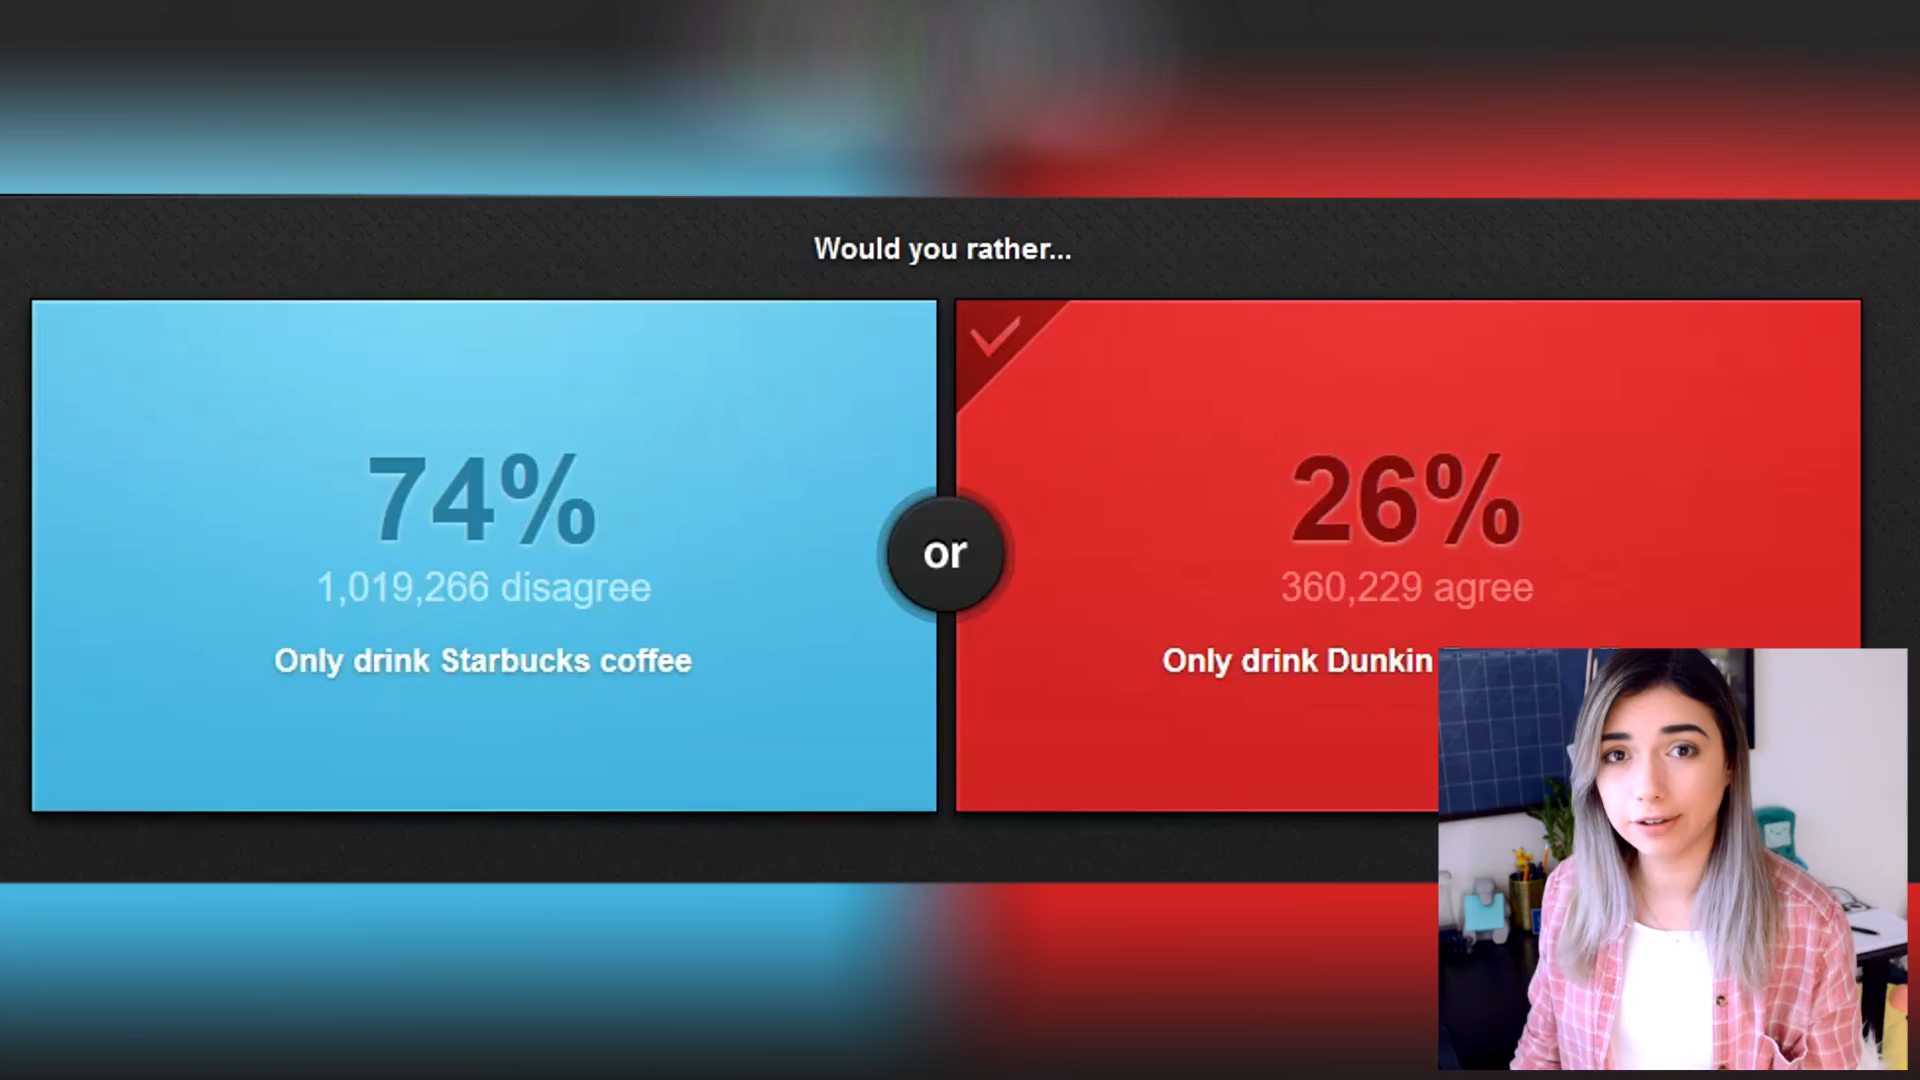 Would you rather...
74%
1,019,266 disagree
Only drink Starbucks coffee
or
26%
360,229 agree
Only drink Dunkin